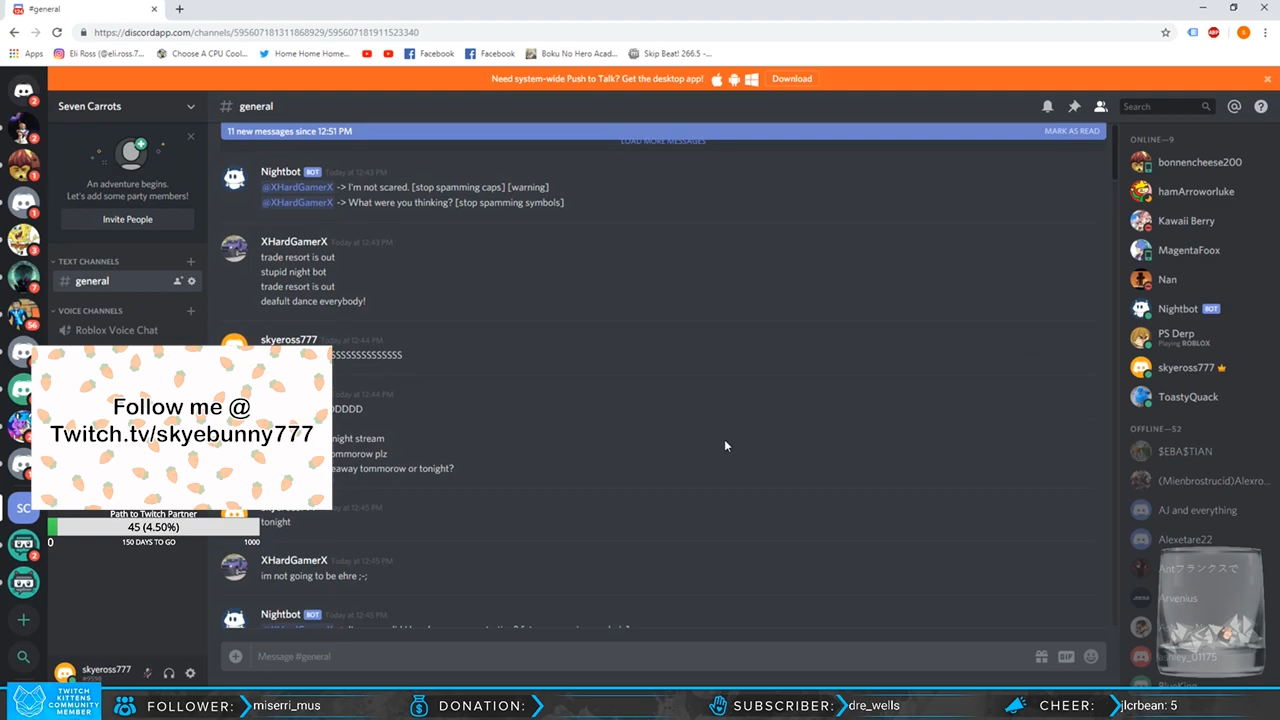 #general
https://discordapp.com/channels/595607181311868929/595607181911523340
Apps
Eli Ross (@eli.ross.7...
Choose A CPU Cool...
Home Home Home...
Facebook
Facebook
Boku No Hero Acad...
Skip Beat! 266.5 -...
Need system-wide Push to Talk? Get the desktop app!
Download
Seven Carrots
# general
Search
11 new messages since 12:51 PM
MARK AS READ
LOAD MORE MESSAGES
An adventure begins.
Let's add some party members!
Invite People
TEXT CHANNELS
# general
VOICE CHANNELS
Roblox Voice Chat
Nightbot BOT Today at 12:43 PM
@XHardGamerX -> I'm not scared. [stop spamming caps] [warning]
@XHardGamerX -> What were you thinking? [stop spamming symbols]
XHardGamerX Today at 12:43 PM
trade resort is out
stupid night bot
trade resort is out
deafult dance everybody!
skyeross777 Today at 12:44 PM
Today at 12:44 PM
night stream
ommorow plz
eaway tommorow or tonight?
skyeross777 Today at 12:45 PM
tonight
XHardGamerX Today at 12:45 PM
im not going to be ehre ;-;
Nightbot BOT Today at 12:45 PM
Message #general
GIF
ONLINE—9
bonnencheese200
hamArroworluke
Kawaii Berry
MagentaFoox
Nan
Nightbot BOT
PS Derp
Playing ROBLOX
skyeross777
ToastyQuack
OFFLINE—52
$EBA$TIAN
(Mienbrostrucid)Alexro...
AJ and everything
Alexetare22
Antフランクスで
Arvenius
ashley_01175
BlueKing
Follow me @
Twitch.tv/skyebunny777
Path to Twitch Partner
45 (4.50%)
0
150 DAYS TO GO
1000
skyeross777
TWITCH
KITTENS
COMMUNITY
MEMBER
FOLLOWER:
miserri_mus
DONATION:
SUBSCRIBER:
dre_wells
CHEER:
jlcrbean: 5